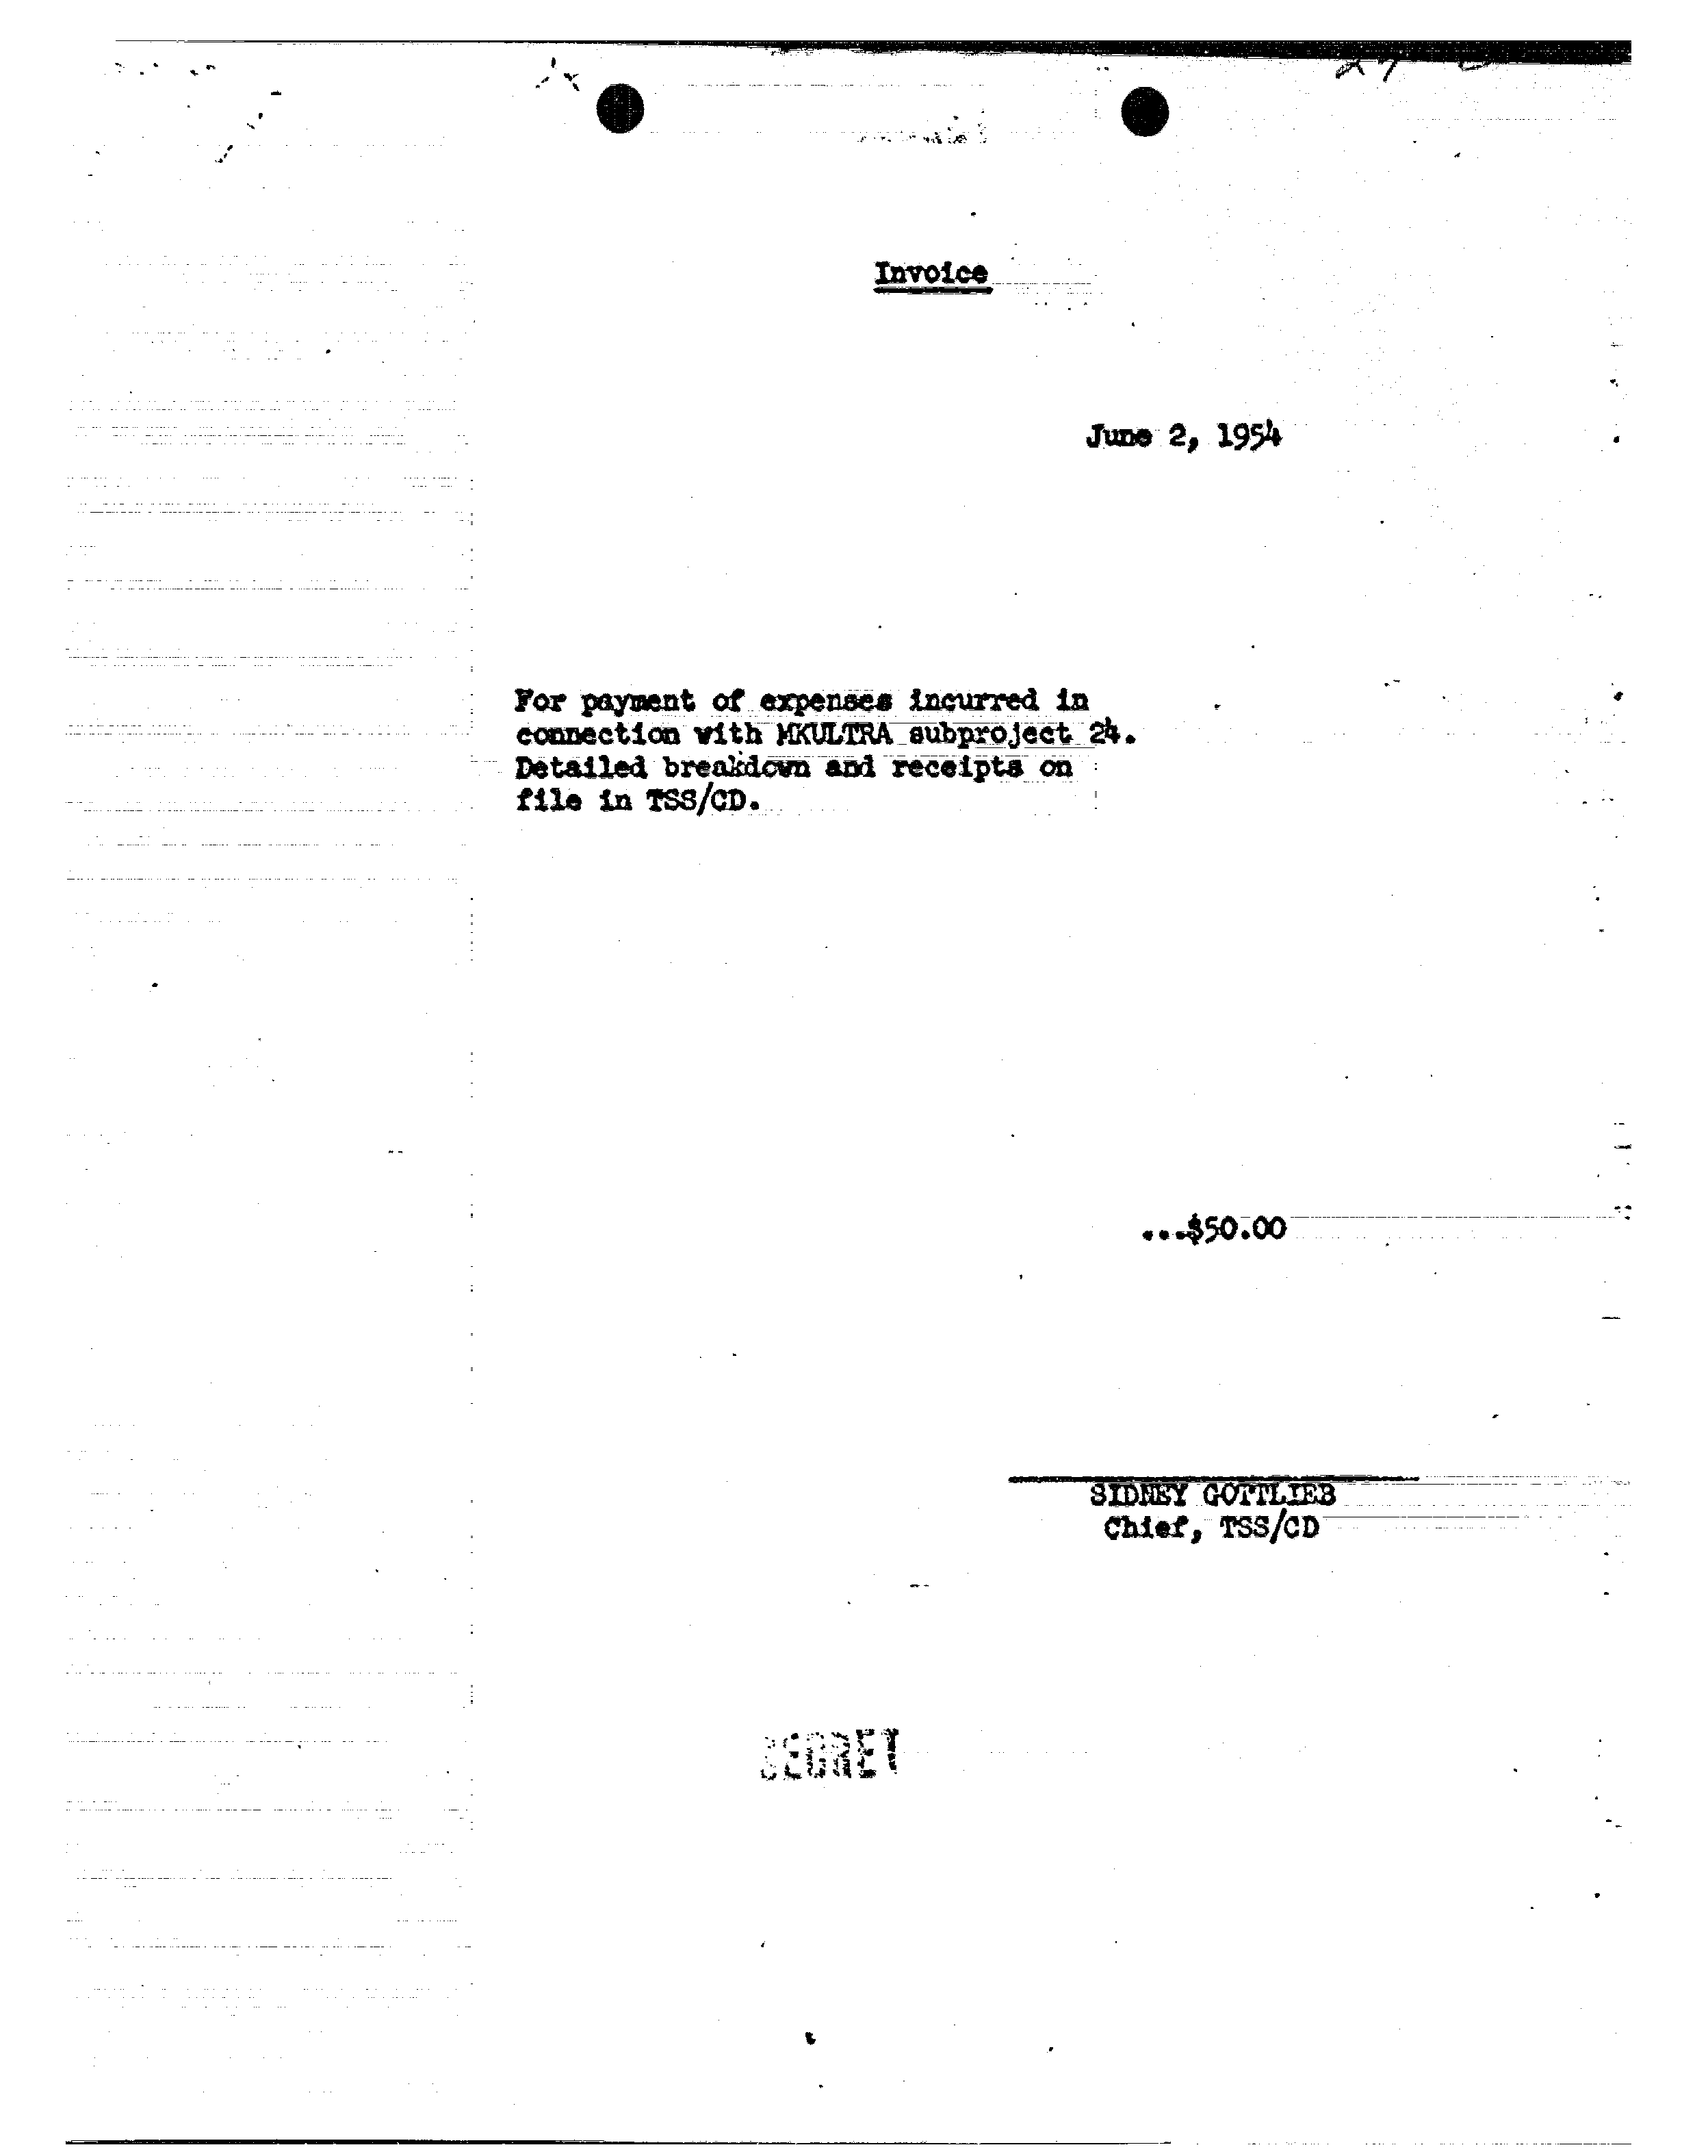 Invoice
June 2, 1954
For payment of expenses incurred in
connection with MKULTRA subproject 24.
Detailed breakdown and receipts on
file in TSS/CD.
...$50.00
SIDNEY GOTTLIEB
Chief, TSS/CD
SECRET